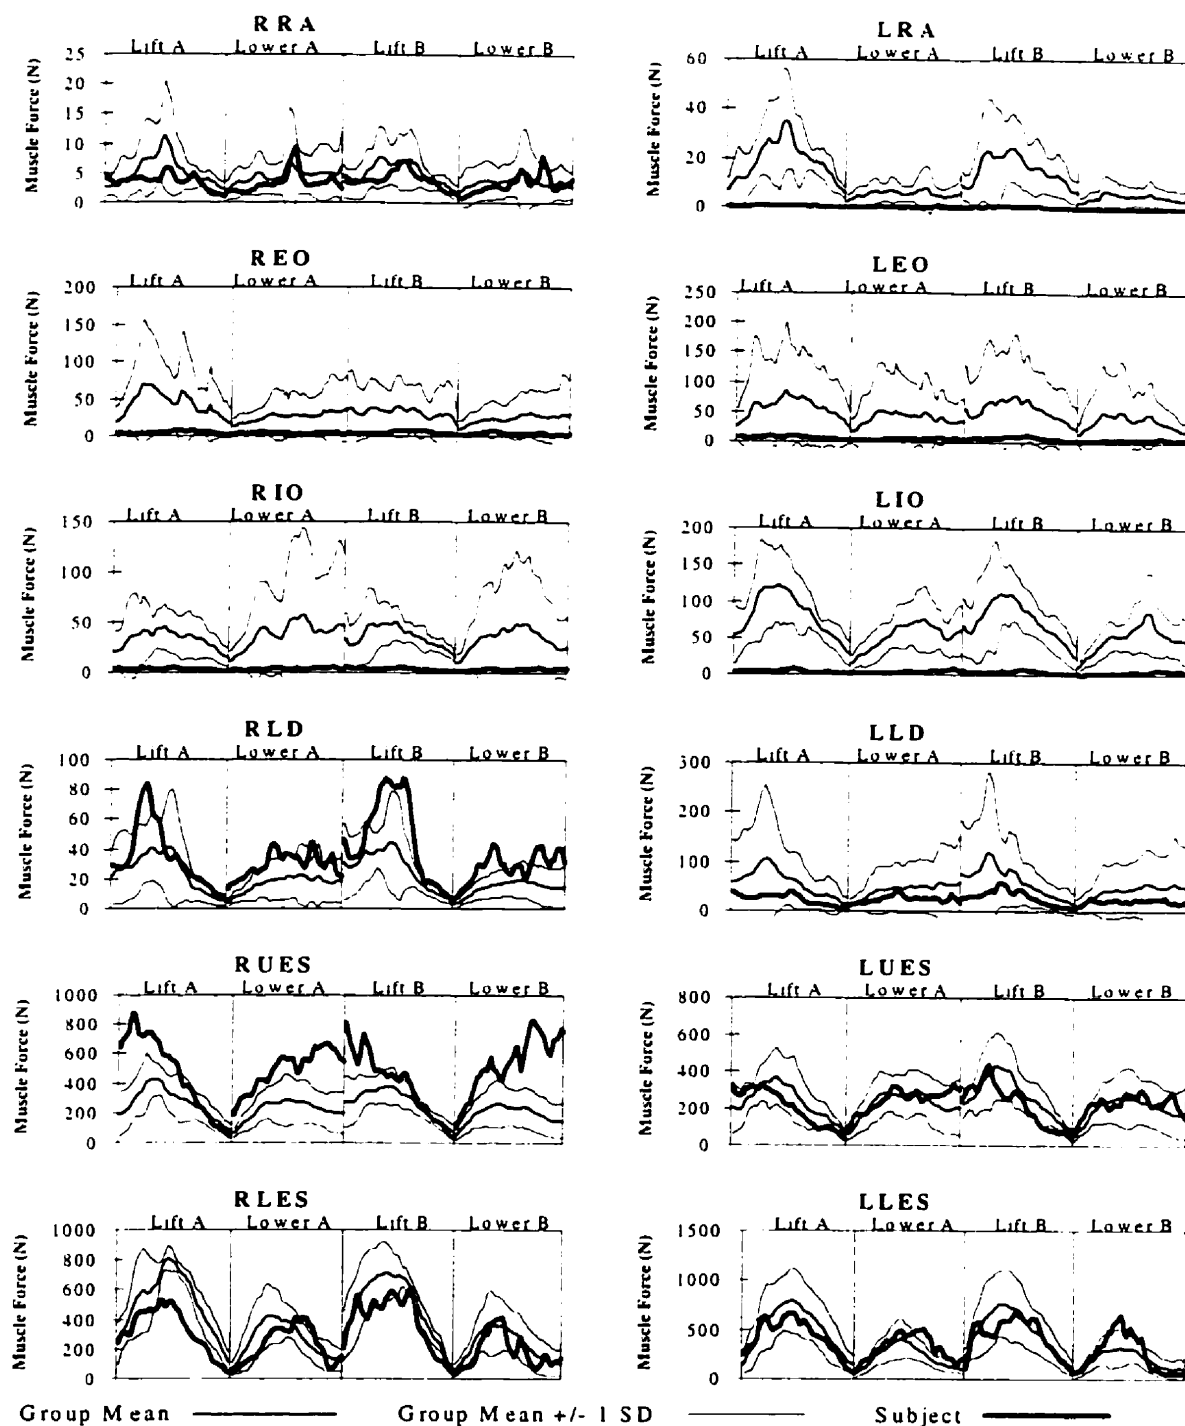 RRA
Lift A Lower A Lift B Lower B
Muscle Force (N)
25
20
15
10
5
0
LRA
Lift A Lower A Lift B Lower B
Muscle Force (N)
60
40
20
0
REO
Lift A Lower A Lift B Lower B
Muscle Force (N)
200
150
100
50
0
LEO
Lift A Lower A Lift B Lower B
Muscle Force (N)
250
200
150
100
50
0
RIO
Lift A Lower A Lift B Lower B
Muscle Force (N)
150
100
50
0
LIO
Lift A Lower A Lift B Lower B
Muscle Force (N)
200
150
100
50
0
RLD
Lift A Lower A Lift B Lower B
Muscle Force (N)
100
80
60
40
20
0
LLD
Lift A Lower A Lift B Lower B
Muscle Force (N)
300
200
100
0
RUES
Lift A Lower A Lift B Lower B
Muscle Force (N)
1000
800
600
400
200
0
LUES
Lift A Lower A Lift B Lower B
Muscle Force (N)
800
600
400
200
0
RLES
Lift A Lower A Lift B Lower B
Muscle Force (N)
1000
800
600
400
200
0
LLES
Lift A Lower A Lift B Lower B
Muscle Force (N)
1500
1000
500
0
Group Mean Group Mean +/- 1 SD Subject